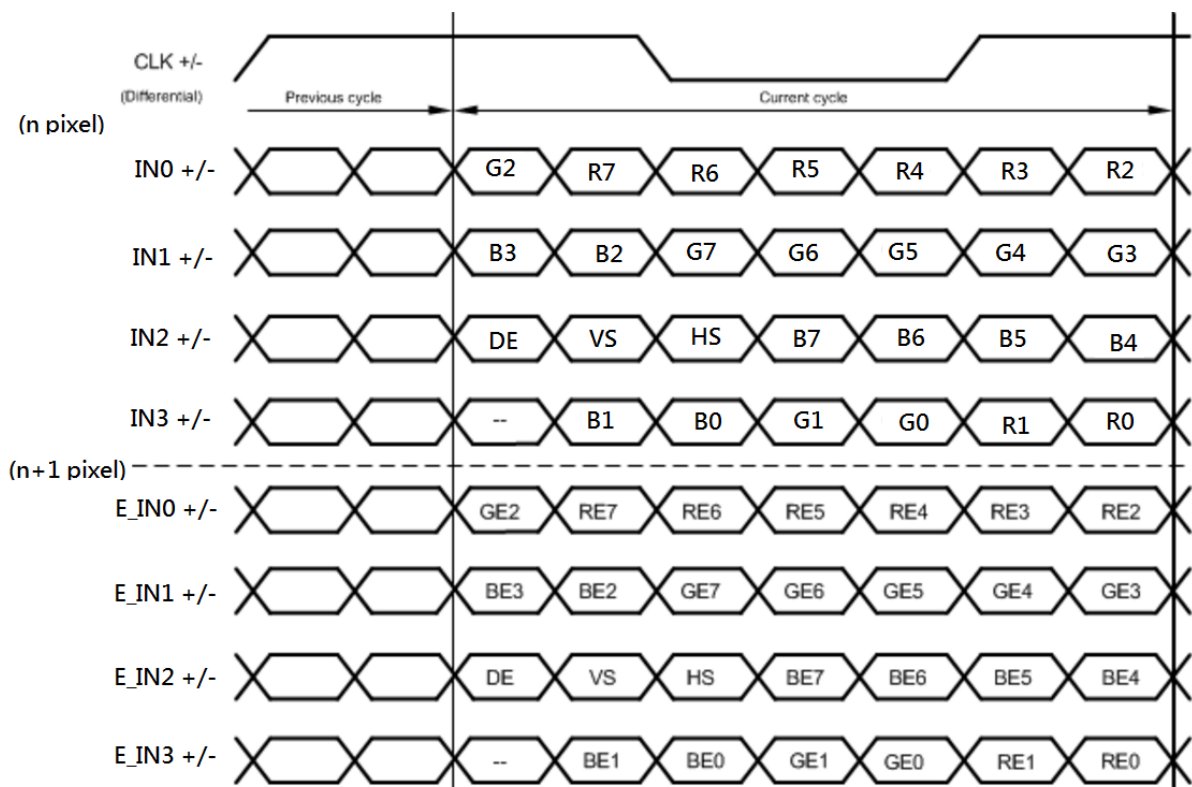 CLK +/-
(Differential) Previous cycle Current cycle
(n pixel)
IN0 +/- G2 R7 R6 R5 R4 R3 R2
IN1 +/- B3 B2 G7 G6 G5 G4 G3
IN2 +/- DE VS HS B7 B6 B5 B4
IN3 +/- -- B1 B0 G1 G0 R1 R0
(n+1 pixel)
E_IN0 +/- GE2 RE7 RE6 RE5 RE4 RE3 RE2
E_IN1 +/- BE3 BE2 GE7 GE6 GE5 GE4 GE3
E_IN2 +/- DE VS HS BE7 BE6 BE5 BE4
E_IN3 +/- -- BE1 BE0 GE1 GE0 RE1 RE0